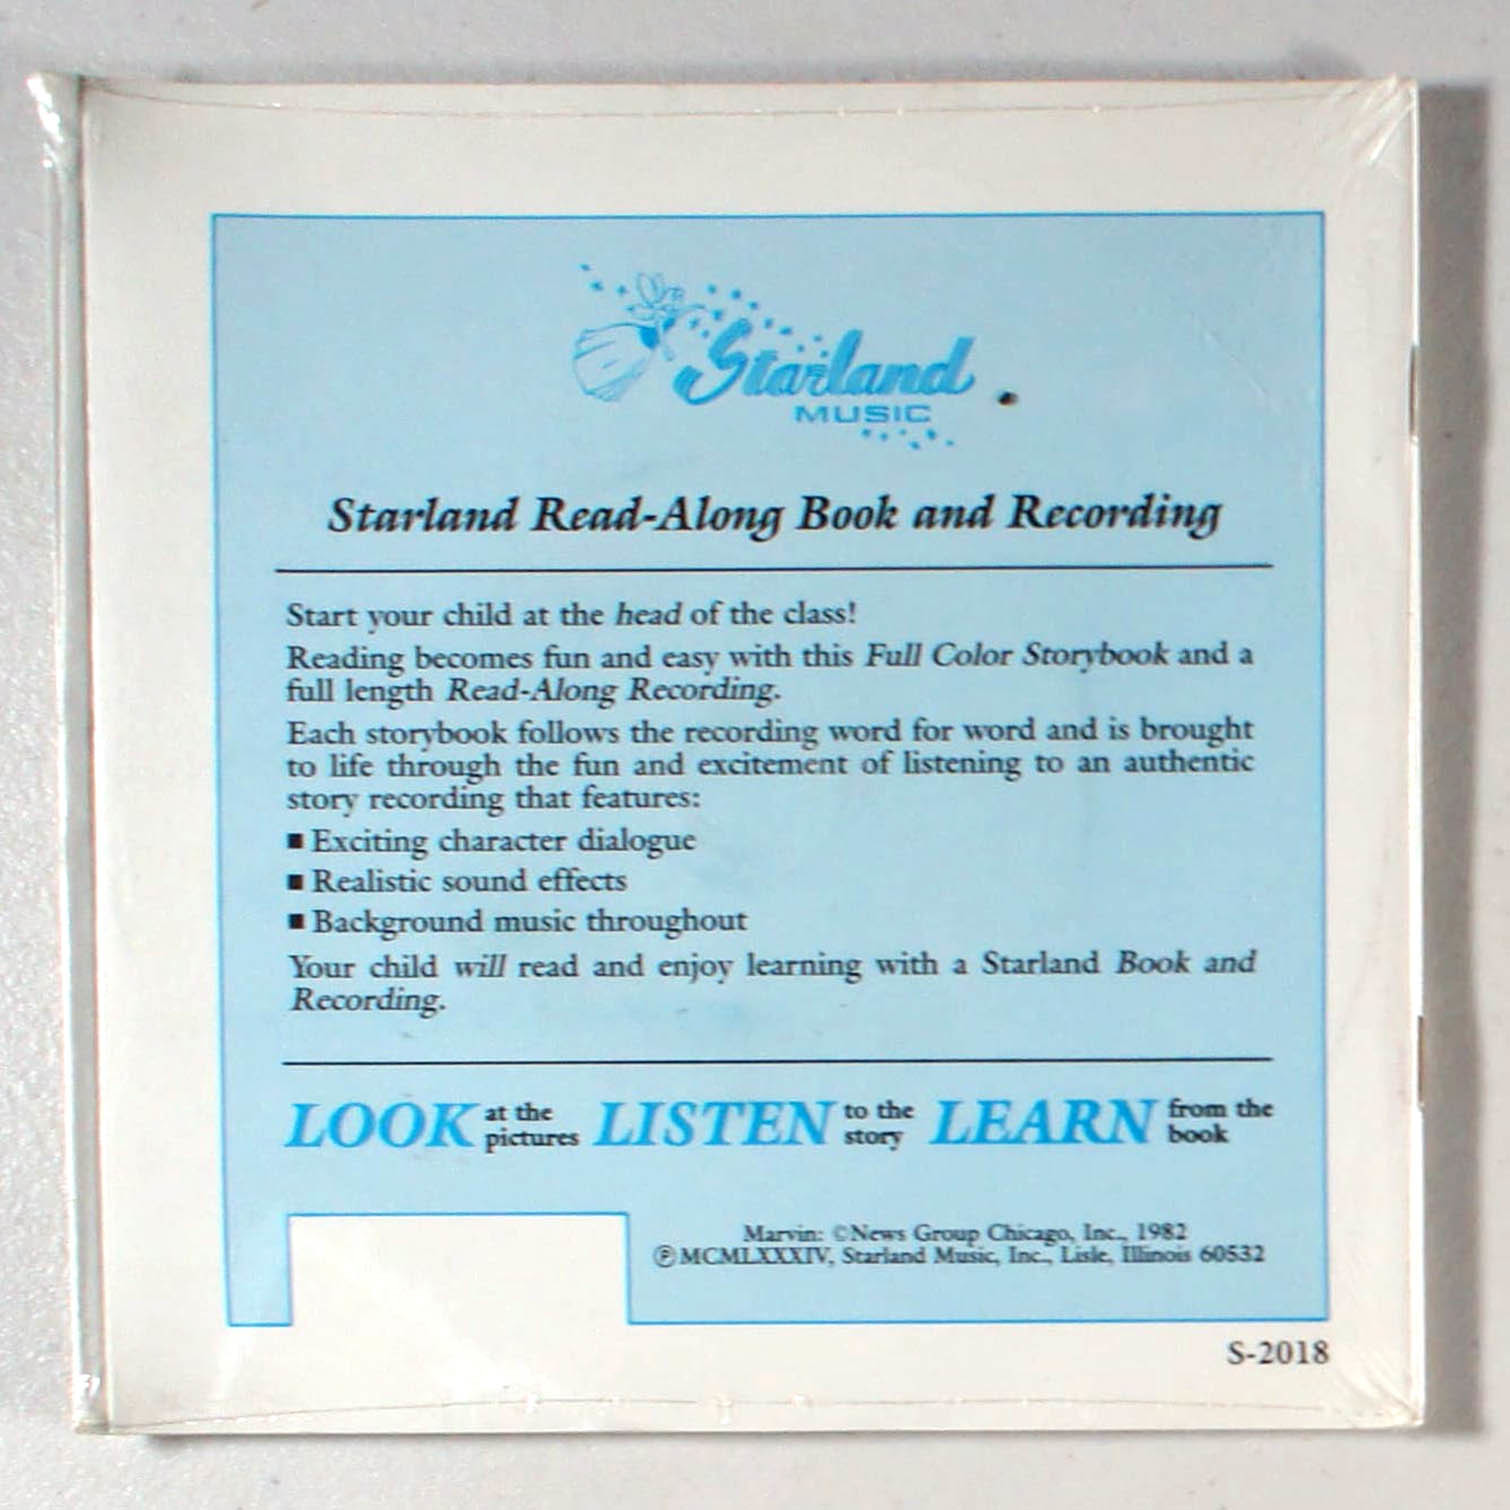 Starland
MUSIC
Starland Read-Along Book and Recording
Start your child at the head of the class!
Reading becomes fun and easy with this Full Color Storybook and a
full length Read-Along Recording.
Each storybook follows the recording word for word and is brought
to life through the fun and excitement of listening to an authentic
story recording that features:
■ Exciting character dialogue
■ Realistic sound effects
■ Background music throughout
Your child will read and enjoy learning with a Starland Book and
Recording.
LOOK at the pictures LISTEN to the story LEARN from the book
Marvin: ©News Group Chicago, Inc., 1982
℗MCMLXXXIV, Starland Music, Inc., Lisle, Illinois 60532
S-2018